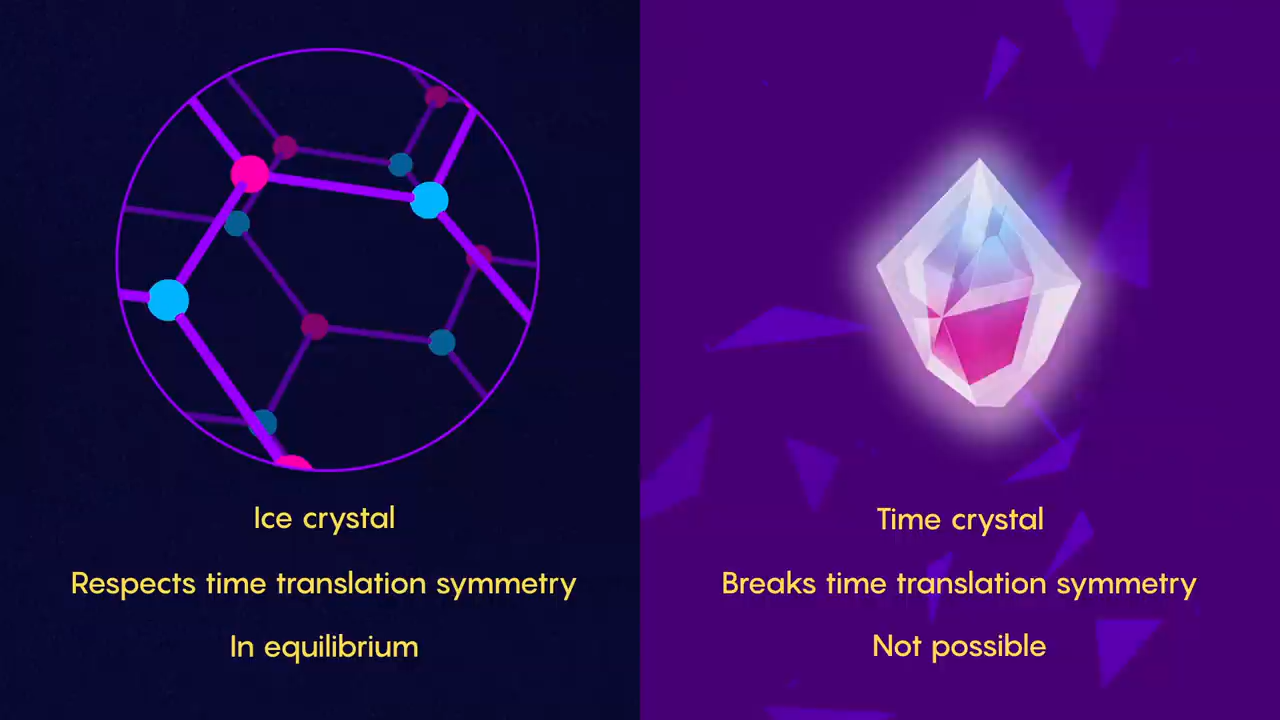 Ice crystal
Respects time translation symmetry
In equilibrium
Time crystal
Breaks time translation symmetry
Not possible